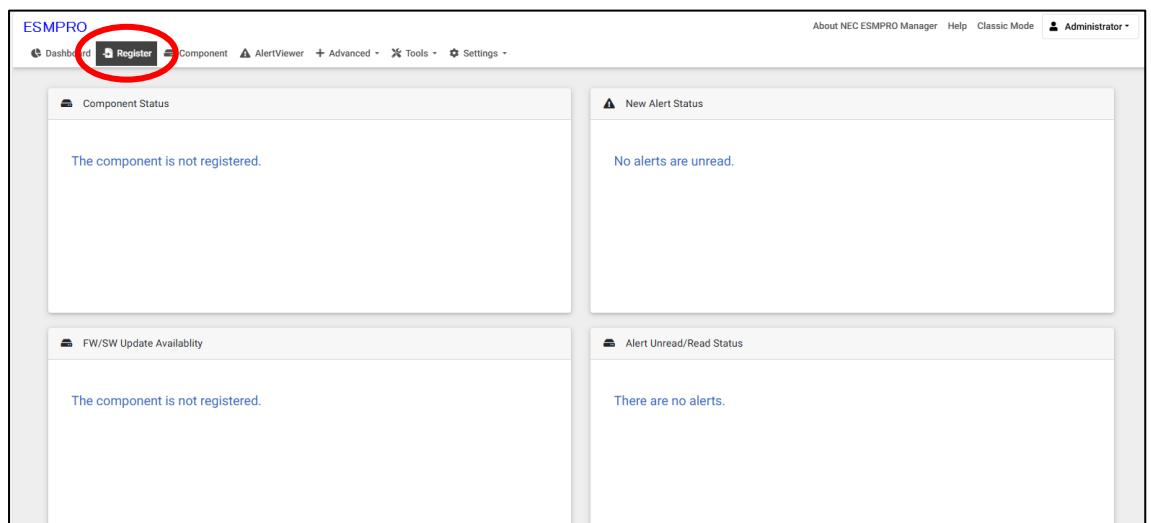 ESMPRO
About NEC ESMPRO Manager Help Classic Mode Administrator
Dashboard Register Component AlertViewer Advanced Tools Settings
Component Status
The component is not registered.
New Alert Status
No alerts are unread.
FW/SW Update Availablity
The component is not registered.
Alert Unread/Read Status
There are no alerts.